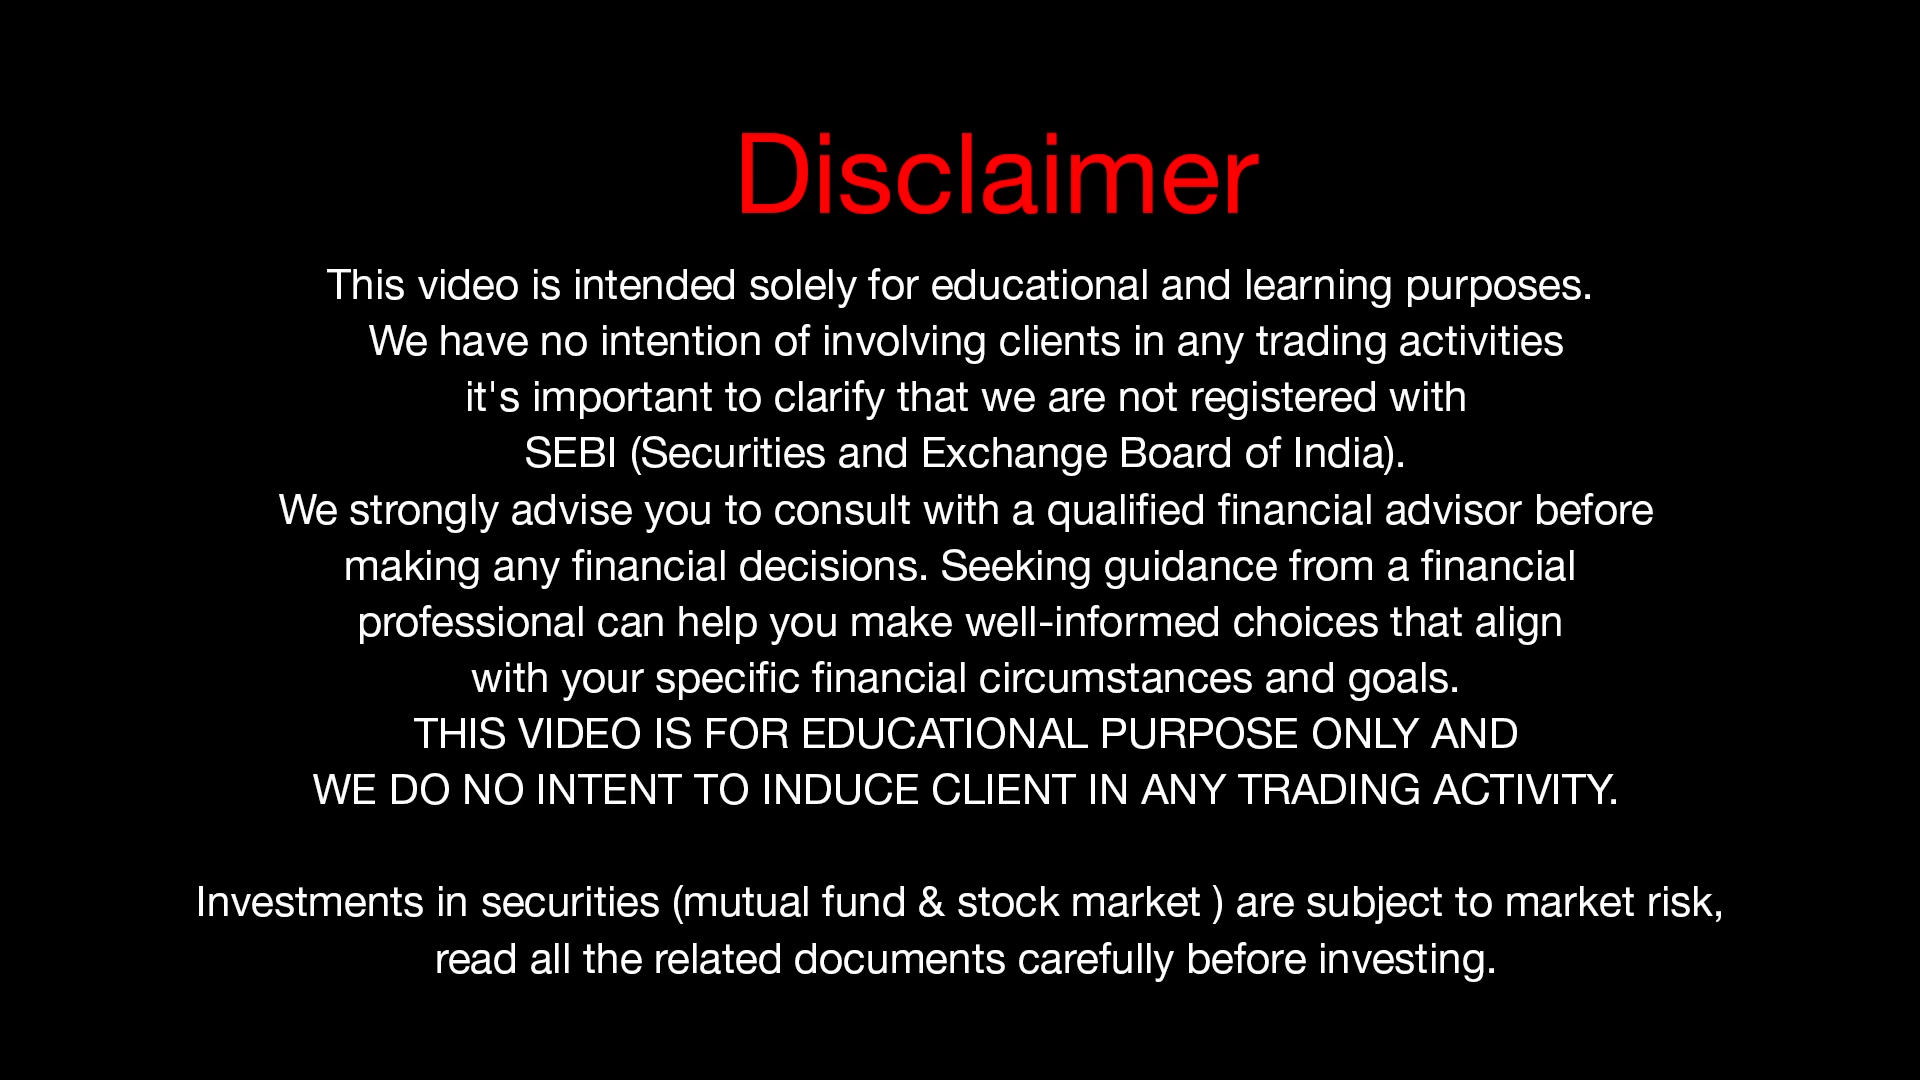 Disclaimer
This video is intended solely for educational and learning purposes.
We have no intention of involving clients in any trading activities
it's important to clarify that we are not registered with
SEBI (Securities and Exchange Board of India).
We strongly advise you to consult with a qualified financial advisor before
making any financial decisions. Seeking guidance from a financial
professional can help you make well-informed choices that align
with your specific financial circumstances and goals.
THIS VIDEO IS FOR EDUCATIONAL PURPOSE ONLY AND
WE DO NO INTENT TO INDUCE CLIENT IN ANY TRADING ACTIVITY.
Investments in securities (mutual fund & stock market ) are subject to market risk,
read all the related documents carefully before investing.